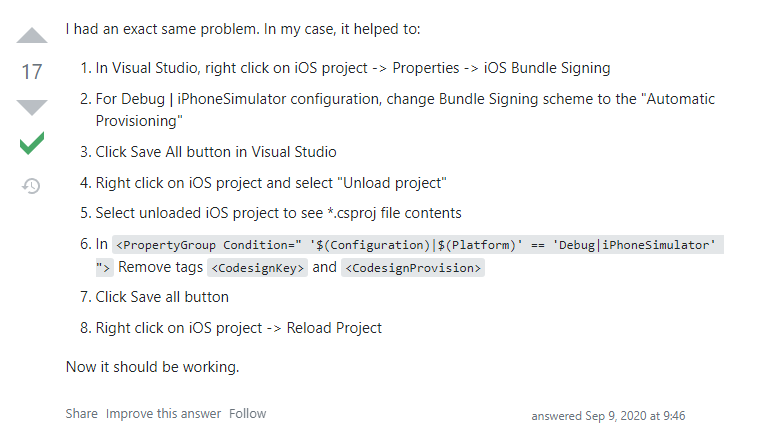 I had an exact same problem. In my case, it helped to:
17
1. In Visual Studio, right click on iOS project -> Properties -> iOS Bundle Signing
2. For Debug | iPhoneSimulator configuration, change Bundle Signing scheme to the "Automatic
Provisioning"
3. Click Save All button in Visual Studio
4. Right click on iOS project and select "Unload project"
5. Select unloaded iOS project to see *.csproj file contents
6. In <PropertyGroup Condition=" '$(Configuration)|$(Platform)' == 'Debug|iPhoneSimulator'
"> Remove tags <CodesignKey> and <CodesignProvision>
7. Click Save all button
8. Right click on iOS project -> Reload Project
Now it should be working.
Share Improve this answer Follow
answered Sep 9, 2020 at 9:46